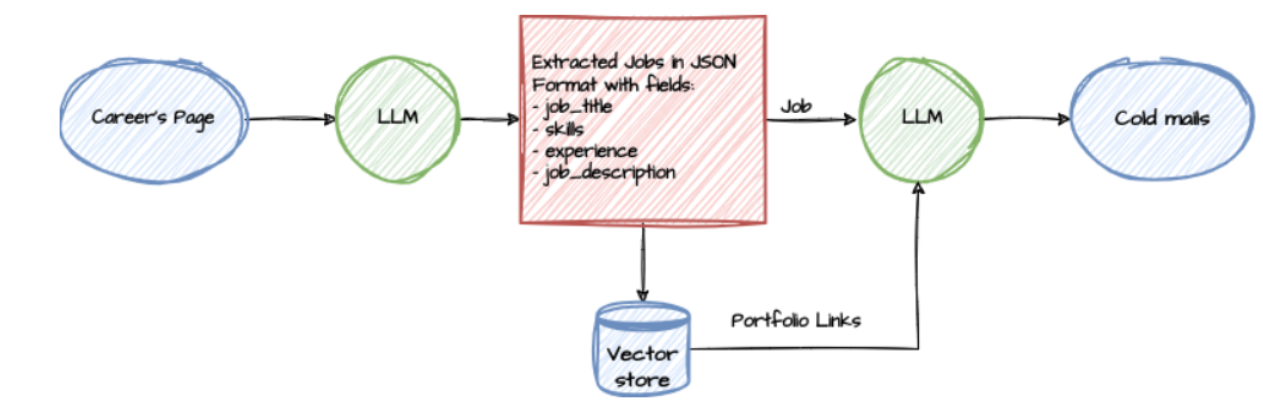 Career's Page
LLM
Extracted Jobs in JSON
Format with fields:
- job_title
- skills
- experience
- job_description
Job
LLM
Cold mails
Portfolio Links
Vector
store